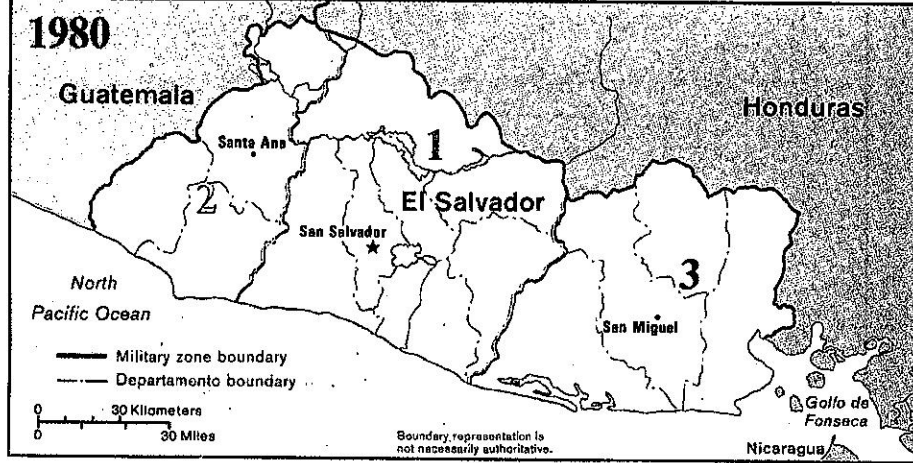 1980
Guatemala
Honduras
Santa Ana
1
2
El Salvador
San Salvador
3
San Miguel
North
Pacific Ocean
Military zone boundary
Departamento boundary
0 30 Kilometers
0 30 Miles
Boundary representation is
not necessarily authoritative.
Golfo de
Fonseca
Nicaragua